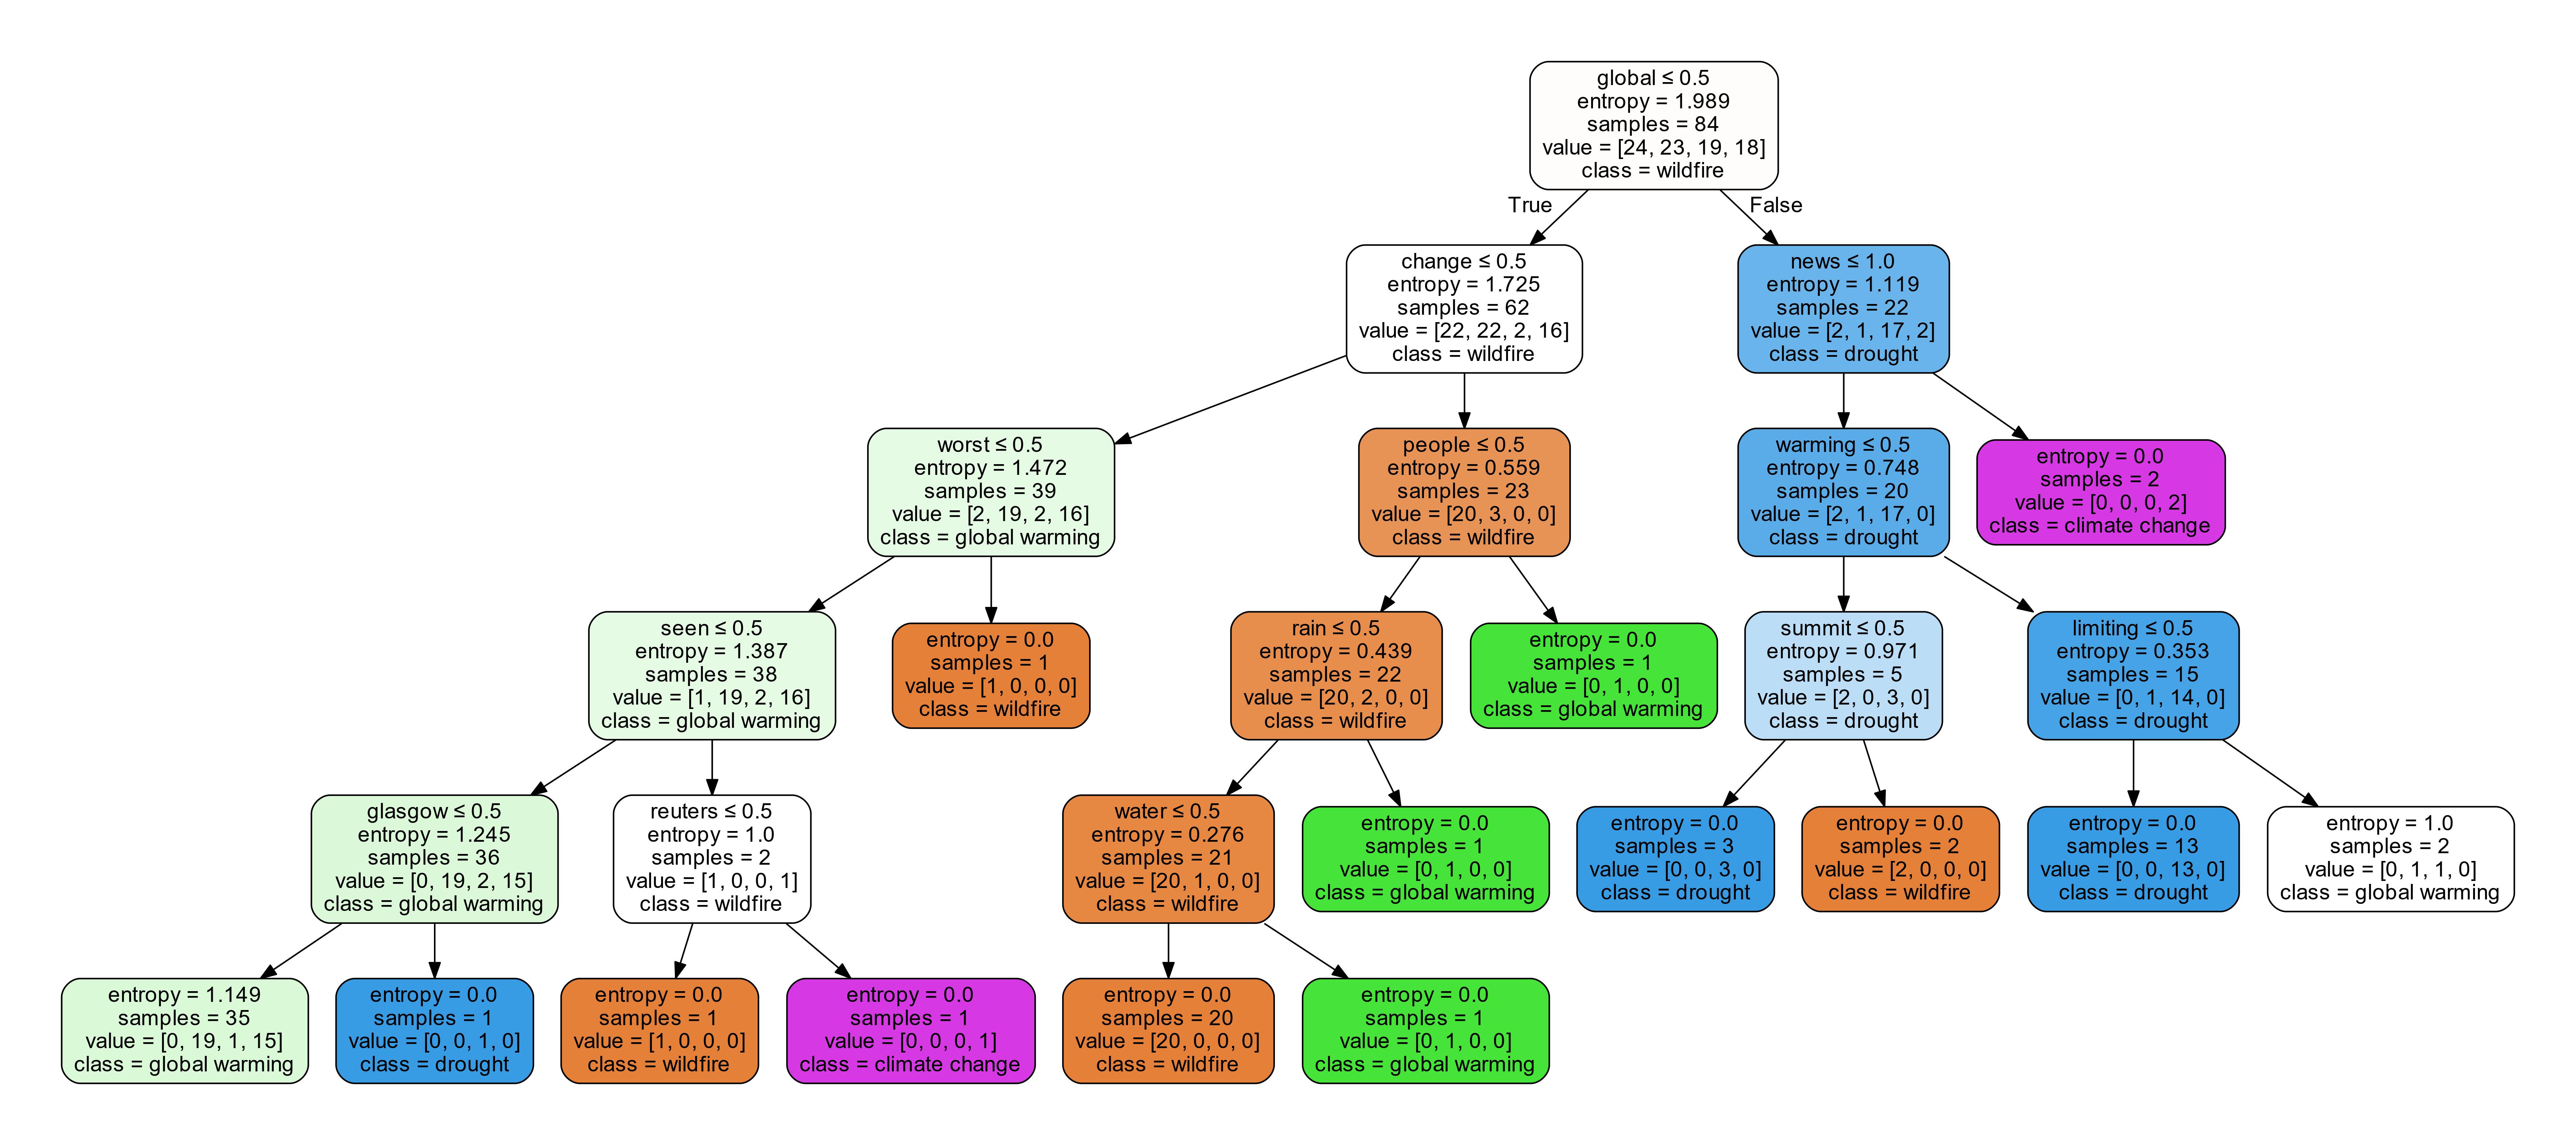 global ≤ 0.5
entropy = 1.989
samples = 84
value = [24, 23, 19, 18]
class = wildfire
True
False
change ≤ 0.5
entropy = 1.725
samples = 62
value = [22, 22, 2, 16]
class = wildfire
news ≤ 1.0
entropy = 1.119
samples = 22
value = [2, 1, 17, 2]
class = drought
worst ≤ 0.5
entropy = 1.472
samples = 39
value = [2, 19, 2, 16]
class = global warming
people ≤ 0.5
entropy = 0.559
samples = 23
value = [20, 3, 0, 0]
class = wildfire
warming ≤ 0.5
entropy = 0.748
samples = 20
value = [2, 1, 17, 0]
class = drought
entropy = 0.0
samples = 2
value = [0, 0, 0, 2]
class = climate change
seen ≤ 0.5
entropy = 1.387
samples = 38
value = [1, 19, 2, 16]
class = global warming
entropy = 0.0
samples = 1
value = [1, 0, 0, 0]
class = wildfire
rain ≤ 0.5
entropy = 0.439
samples = 22
value = [20, 2, 0, 0]
class = wildfire
entropy = 0.0
samples = 1
value = [0, 1, 0, 0]
class = global warming
summit ≤ 0.5
entropy = 0.971
samples = 5
value = [2, 0, 3, 0]
class = drought
limiting ≤ 0.5
entropy = 0.353
samples = 15
value = [0, 1, 14, 0]
class = drought
glasgow ≤ 0.5
entropy = 1.245
samples = 36
value = [0, 19, 2, 15]
class = global warming
reuters ≤ 0.5
entropy = 1.0
samples = 2
value = [1, 0, 0, 1]
class = wildfire
water ≤ 0.5
entropy = 0.276
samples = 21
value = [20, 1, 0, 0]
class = wildfire
entropy = 0.0
samples = 1
value = [0, 1, 0, 0]
class = global warming
entropy = 0.0
samples = 3
value = [0, 0, 3, 0]
class = drought
entropy = 0.0
samples = 2
value = [2, 0, 0, 0]
class = wildfire
entropy = 0.0
samples = 13
value = [0, 0, 13, 0]
class = drought
entropy = 1.0
samples = 2
value = [0, 1, 1, 0]
class = global warming
entropy = 1.149
samples = 35
value = [0, 19, 1, 15]
class = global warming
entropy = 0.0
samples = 1
value = [0, 0, 1, 0]
class = drought
entropy = 0.0
samples = 1
value = [1, 0, 0, 0]
class = wildfire
entropy = 0.0
samples = 1
value = [0, 0, 0, 1]
class = climate change
entropy = 0.0
samples = 20
value = [20, 0, 0, 0]
class = wildfire
entropy = 0.0
samples = 1
value = [0, 1, 0, 0]
class = global warming